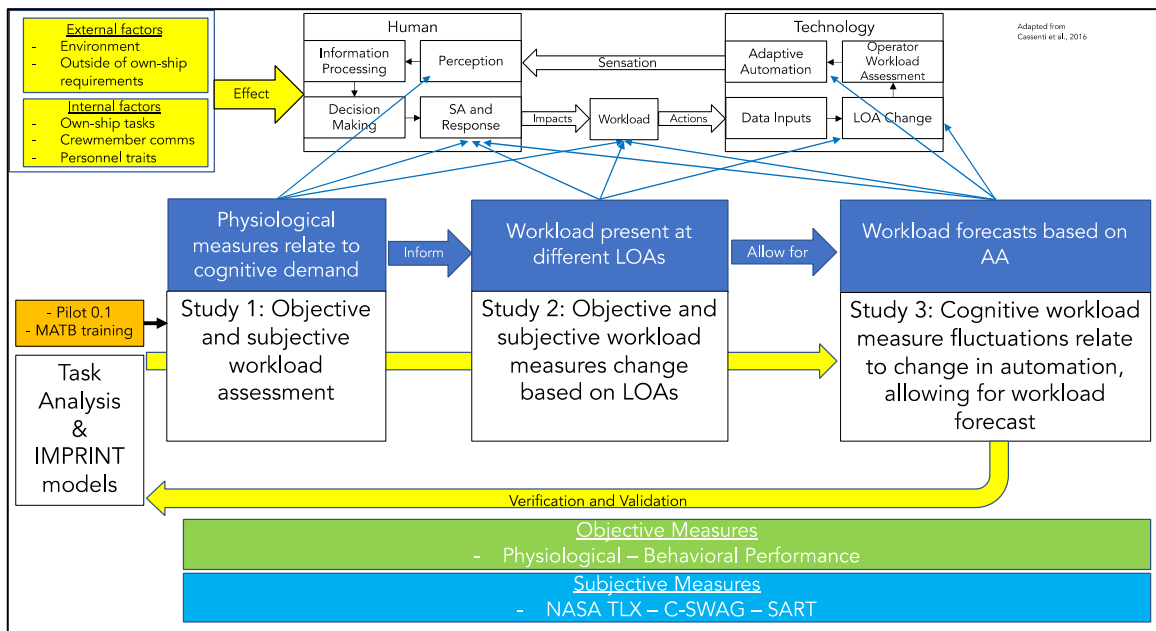 External factors
- Environment
- Outside of own-ship
requirements
Internal factors
- Own-ship tasks
- Crewmember comms
- Personnel traits
Effect
Human
Information
Processing
Perception
Decision
Making
SA and
Response
Sensation
Impacts
Workload
Actions
Technology
Adaptive
Automation
Operator
Workload
Assessment
Data Inputs
LOA Change
Adapted from
Cassenti et al., 2016
Physiological
measures relate to
cognitive demand
Inform
Workload present at
different LOAs
Allow for
Workload forecasts based on
AA
- Pilot 0.1
- MATB training
Study 1: Objective
and subjective
workload
assessment
Study 2: Objective and
subjective workload
measures change
based on LOAs
Study 3: Cognitive workload
measure fluctuations relate
to change in automation,
allowing for workload
forecast
Task
Analysis
&
IMPRINT
models
Verification and Validation
Objective Measures
- Physiological – Behavioral Performance
Subjective Measures
- NASA TLX – C-SWAG – SART